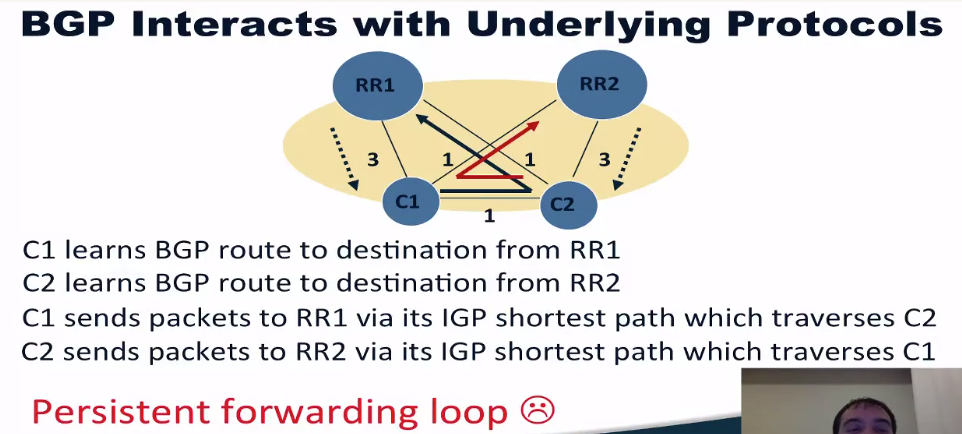 BGP Interacts with Underlying Protocols
RR1
RR2
3
1
1
3
C1
C2
1
C1 learns BGP route to destination from RR1
C2 learns BGP route to destination from RR2
C1 sends packets to RR1 via its IGP shortest path which traverses C2
C2 sends packets to RR2 via its IGP shortest path which traverses C1
Persistent forwarding loop ☹